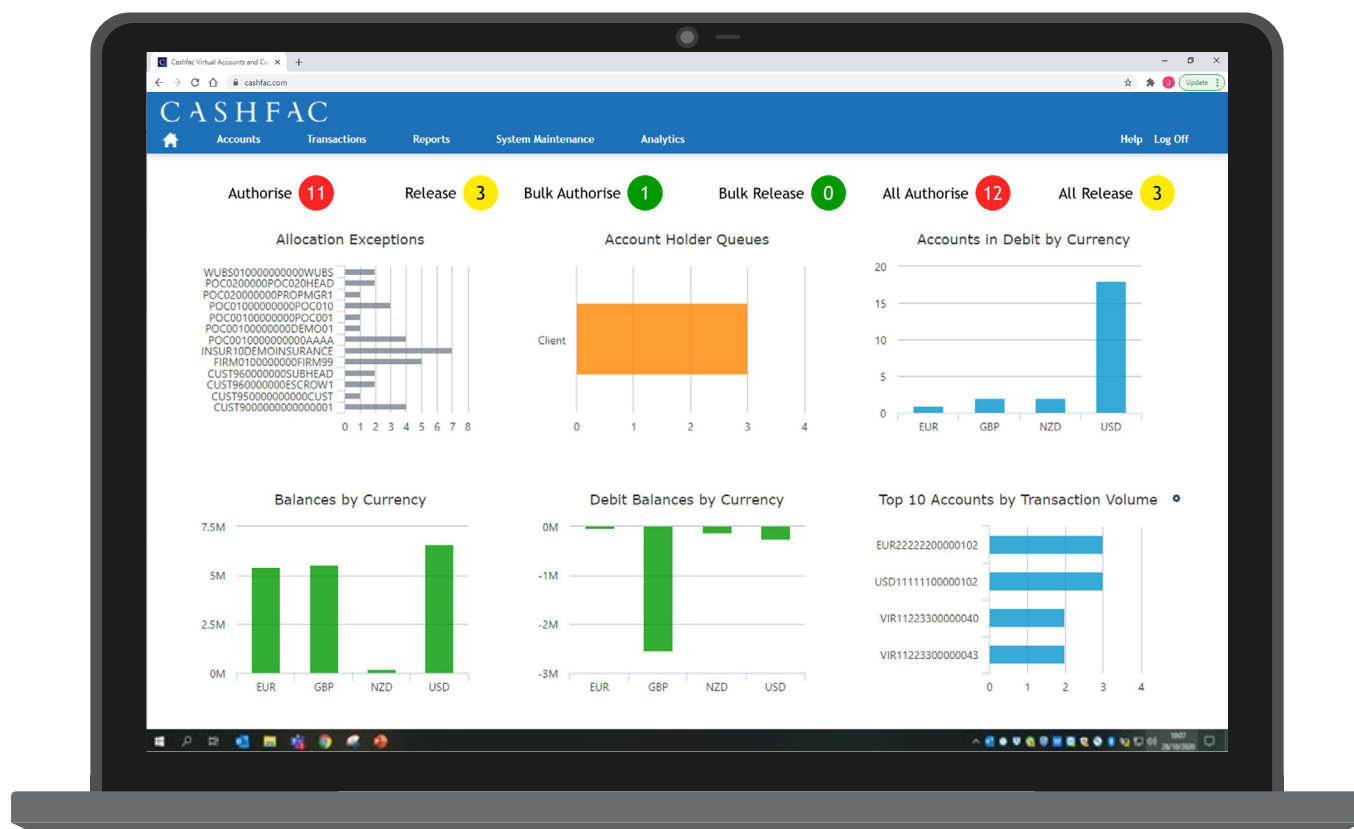 Cashfac Virtual Accounts and Ca
cashfac.com
Update
CASHFAC
Accounts Transactions Reports System Maintenance Analytics Help Log Off
Authorise 11 Release 3 Bulk Authorise 1 Bulk Release 0 All Authorise 12 All Release 3
Allocation Exceptions
WUBS010000000000WUBS
POC0200000POC020HEAD
POC020000000PROPMGR1
POC01000000000POC010
POC00100000000POC001
POC00100000000DEMO01
POC0010000000000AAAA
INSUR10DEMOINSURANCE
FIRM0100000000FIRM99
CUST960000000SUBHEAD
CUST960000000ESCROW1
CUST950000000000CUST
CUST9000000000000001
0 1 2 3 4 5 6 7 8
Account Holder Queues
Client
0 1 2 3 4
Accounts in Debit by Currency
20
15
10
5
0
EUR GBP NZD USD
Balances by Currency
7.5M
5M
2.5M
0M
EUR GBP NZD USD
Debit Balances by Currency
0M
-1M
-2M
-3M
EUR GBP NZD USD
Top 10 Accounts by Transaction Volume
EUR22222200000102
USD11111100000102
VIR11223300000040
VIR11223300000043
0 1 2 3 4
10:07